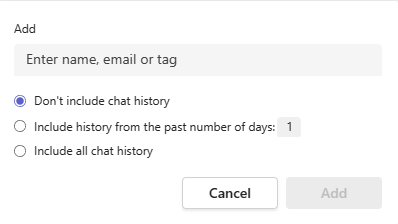 Add
Enter name, email or tag
Don't include chat history
Include history from the past number of days: 1
Include all chat history
Cancel Add